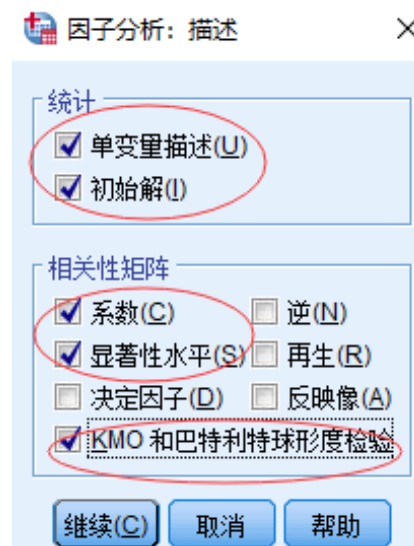 因子分析：描述
统计
单变量描述(U)
初始解(I)
相关性矩阵
系数(C) 逆(N)
显著性水平(S) 再生(R)
决定因子(D) 反映像(A)
KMO 和巴特利特球形度检验
继续(C) 取消 帮助